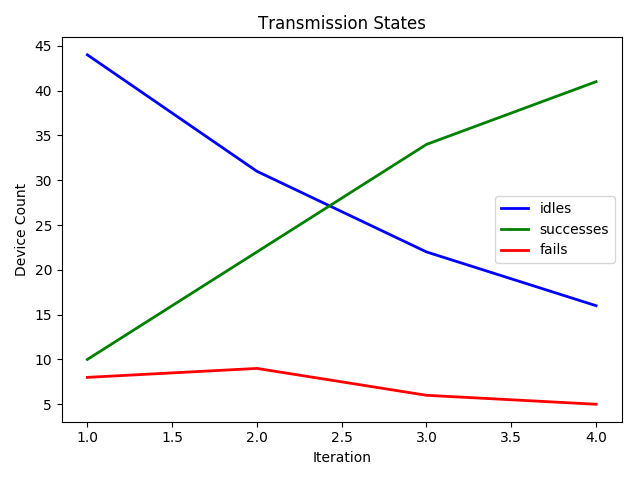 Transmission States
Device Count
45
40
35
30
25
20
15
10
5
idles
successes
fails
1.0 1.5 2.0 2.5 3.0 3.5 4.0
Iteration